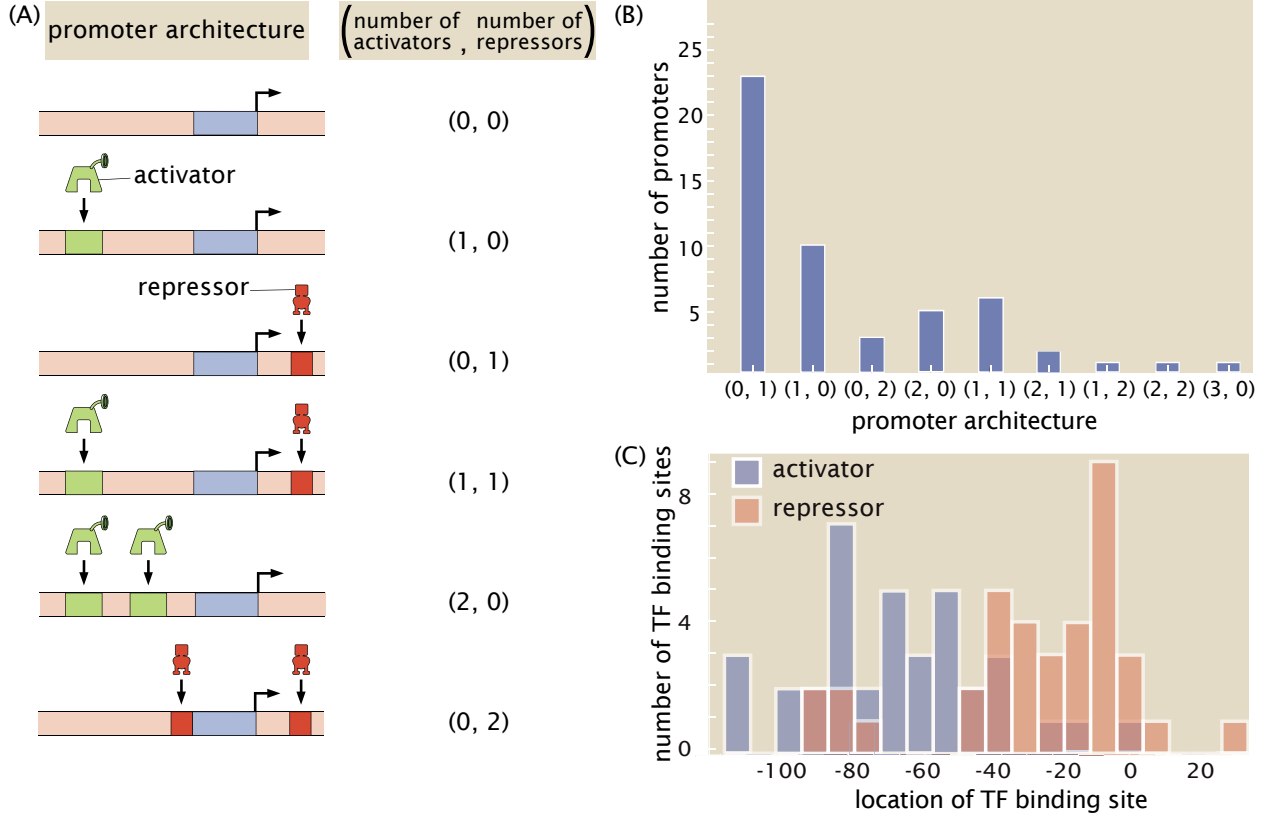 (A)
promoter architecture
(number of activators, number of repressors)
(0, 0)
activator
(1, 0)
repressor
(0, 1)
(1, 1)
(2, 0)
(0, 2)
(B)
number of promoters
25
20
15
10
5
(0, 1) (1, 0) (0, 2) (2, 0) (1, 1) (2, 1) (1, 2) (2, 2) (3, 0)
promoter architecture
(C)
activator
repressor
number of TF binding sites
8
4
0
-100 -80 -60 -40 -20 0 20
location of TF binding site